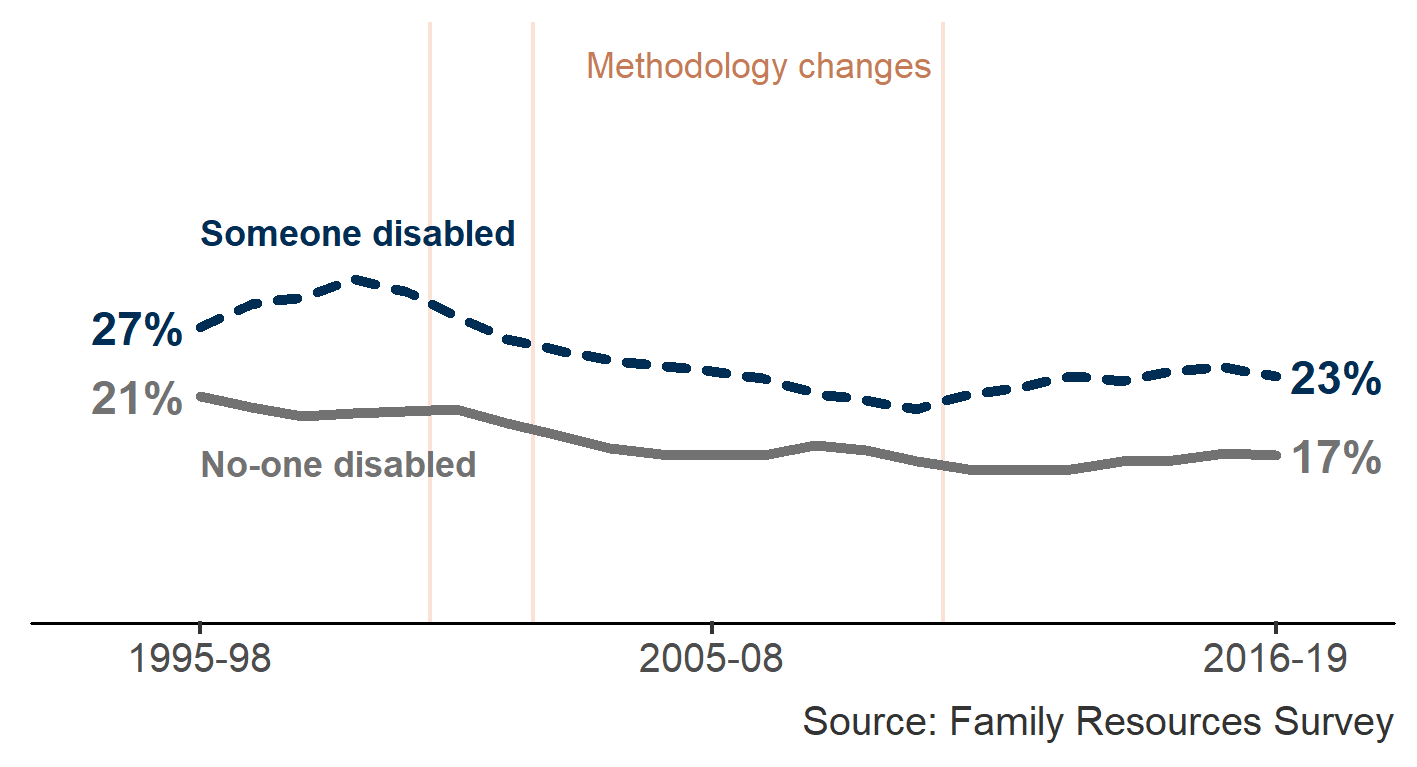 Methodology changes
Someone disabled
27%
23%
21%
17%
No-one disabled
1995-98
2005-08
2016-19
Source: Family Resources Survey